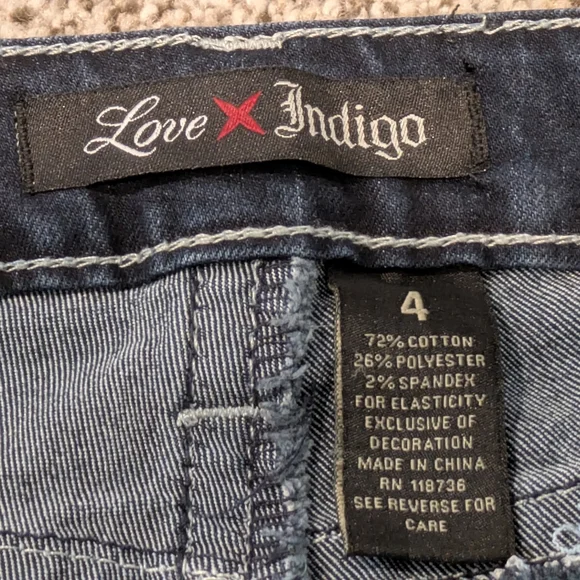 Love Indigo
4
72% COTTON
26% POLYESTER
2% SPANDEX
FOR ELASTICITY
EXCLUSIVE OF
DECORATION
MADE IN CHINA
RN 118736
SEE REVERSE FOR
CARE